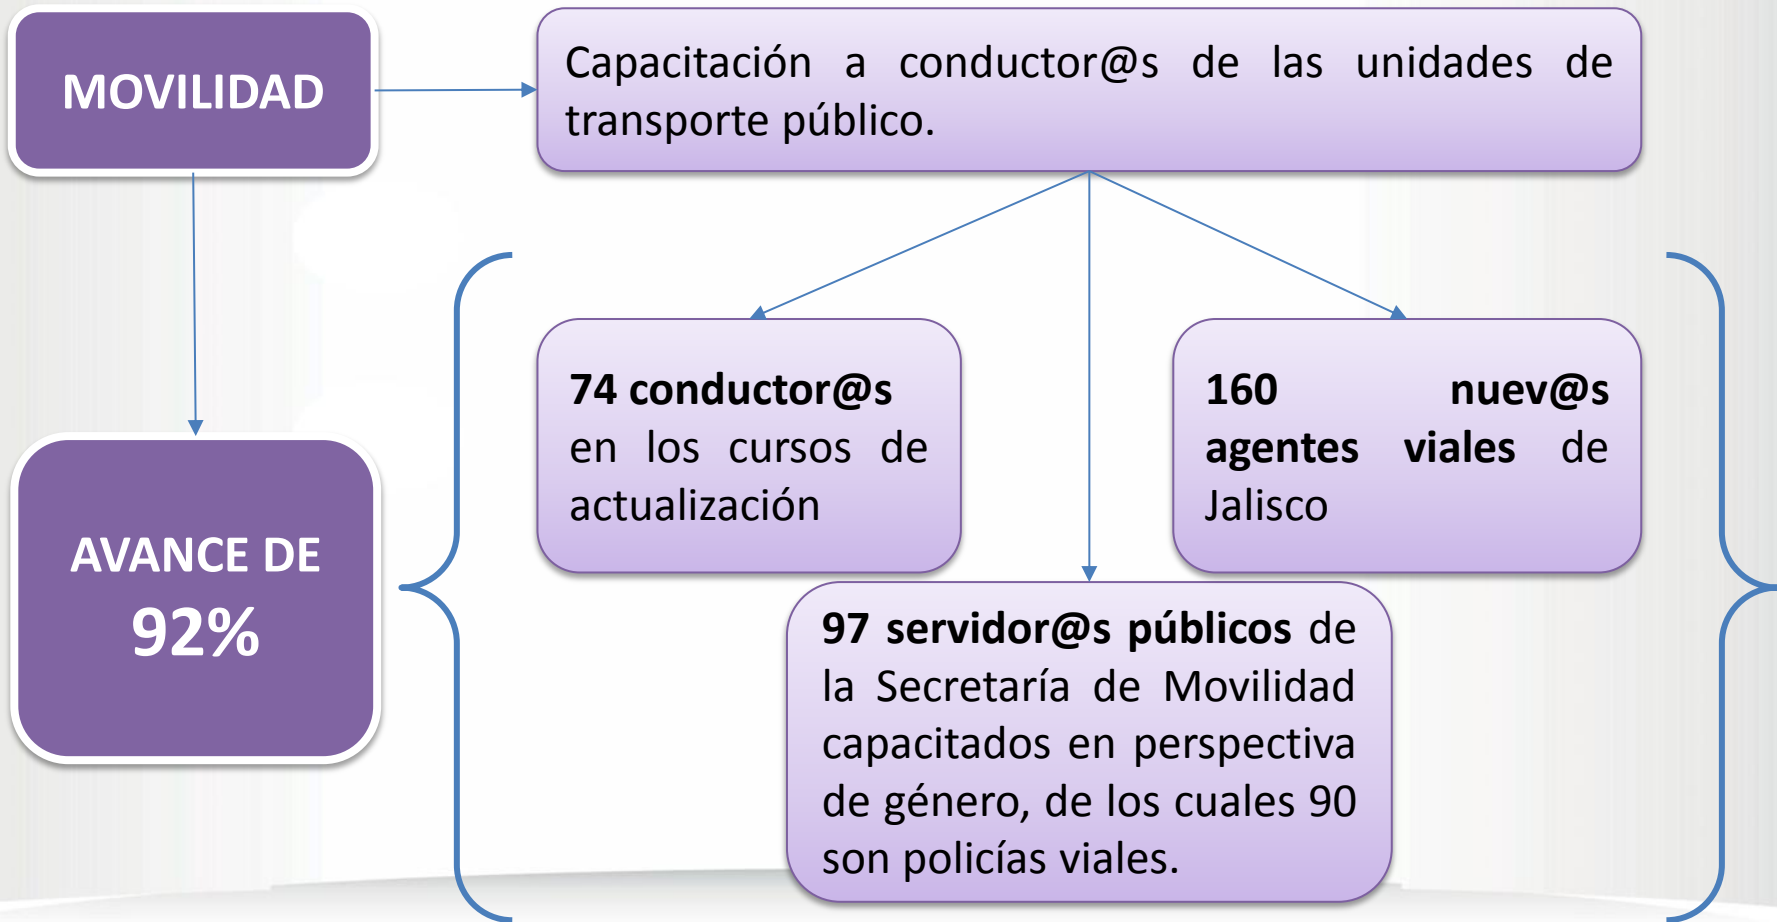 MOVILIDAD
Capacitación a conductor@s de las unidades de
transporte público.
74 conductor@s
en los cursos de
actualización
160 nuev@s
agentes viales de
Jalisco
AVANCE DE
92%
97 servidor@s públicos de
la Secretaría de Movilidad
capacitados en perspectiva
de género, de los cuales 90
son policías viales.